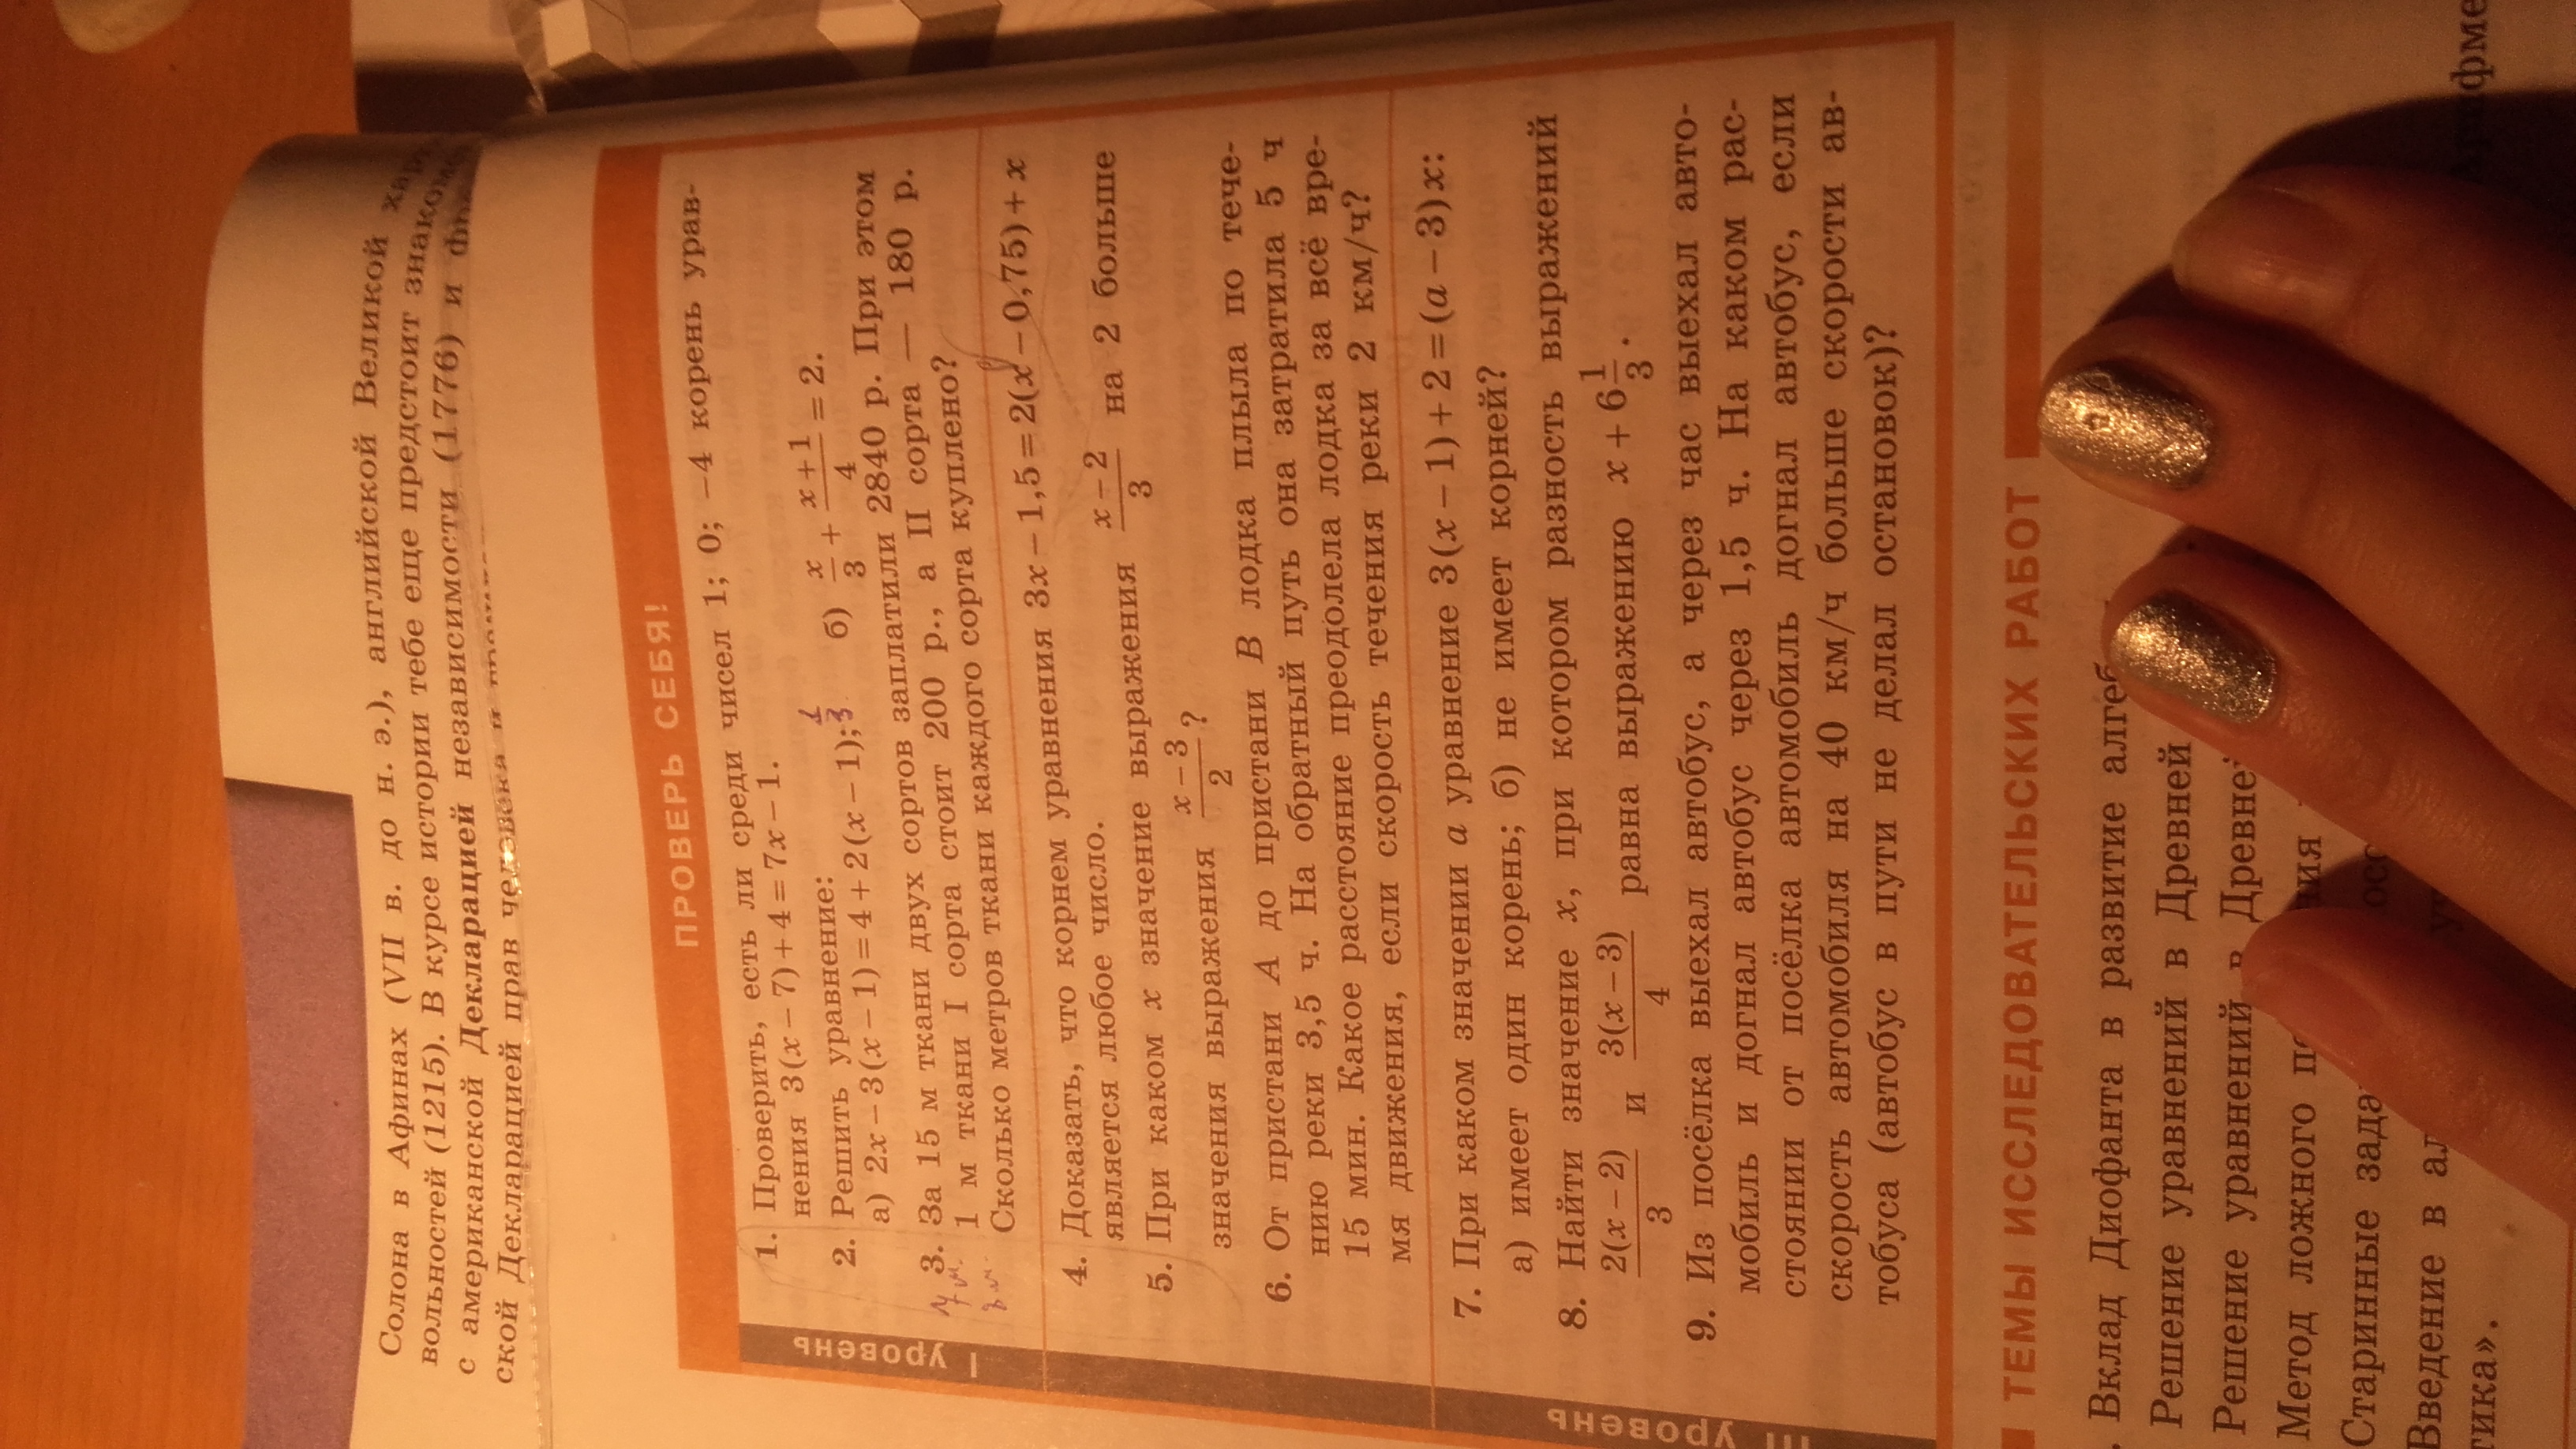 Солона в Афинах (VII в. до н. э.), английской Великой
вольностей (1215). В курсе истории тебе еще предстоит
с американской Декларацией независимости (1776) и
ской Декларацией прав человека и
ПРОВЕРЬ СЕБЯ!
1. Проверить, есть ли среди чисел 1; 0; −4 корень урав-
нения 3(x − 7) + 4 = 7x − 1.
2. Решить уравнение:
а) 2x − 3(x − 1) = 4 + 2(x − 1); 1/3 б) x/3 + (x + 1)/4 = 2.
3. За 15 м ткани двух сортов заплатили 2840 р. При этом
7 м. 1 м ткани I сорта стоит 200 р., а II сорта — 180 р.
8 м. Сколько метров ткани каждого сорта куплено?
I уровень
4. Доказать, что корнем уравнения 3x − 1,5 = 2(x − 0,75) + x
является любое число.
5. При каком x значение выражения (x − 2)/3 на 2 больше
значения выражения (x − 3)/2?
6. От пристани A до пристани B лодка плыла по тече-
нию реки 3,5 ч. На обратный путь она затратила 5 ч
15 мин. Какое расстояние преодолела лодка за всё вре-
мя движения, если скорость течения реки 2 км/ч?
7. При каком значении a уравнение 3(x − 1) + 2 = (a − 3)x:
а) имеет один корень; б) не имеет корней?
8. Найти значение x, при котором разность выражений
2(x − 2)/3 и 3(x − 3)/4 равна выражению x + 6 1/3.
9. Из посёлка выехал автобус, а через час выехал авто-
мобиль и догнал автобус через 1,5 ч. На каком рас-
стоянии от посёлка автомобиль догнал автобус, если
скорость автомобиля на 40 км/ч больше скорости ав-
тобуса (автобус в пути не делал остановок)?
III уровень
ТЕМЫ ИССЛЕДОВАТЕЛЬСКИХ РАБОТ
. Вклад Диофанта в развитие
Решение уравнений в Древней
Решение уравнений в
Метод ложного
Старинные
Введение в
тика».